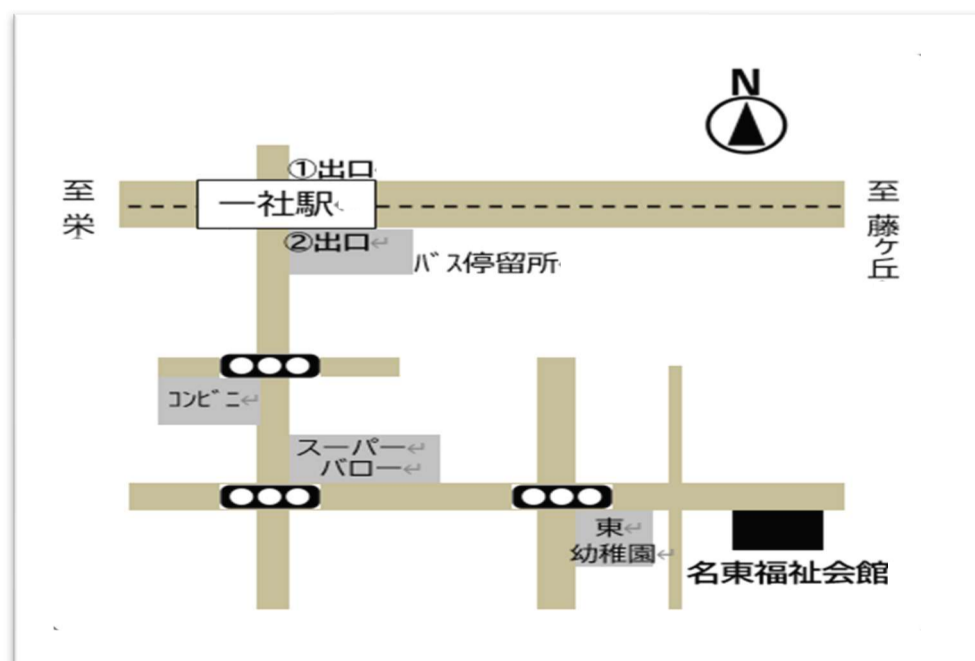 N
①出口
至
栄
一社駅
至
藤ヶ丘
②出口
バス停留所
コンビニ
スーパー
バロー
東
幼稚園
名東福祉会館